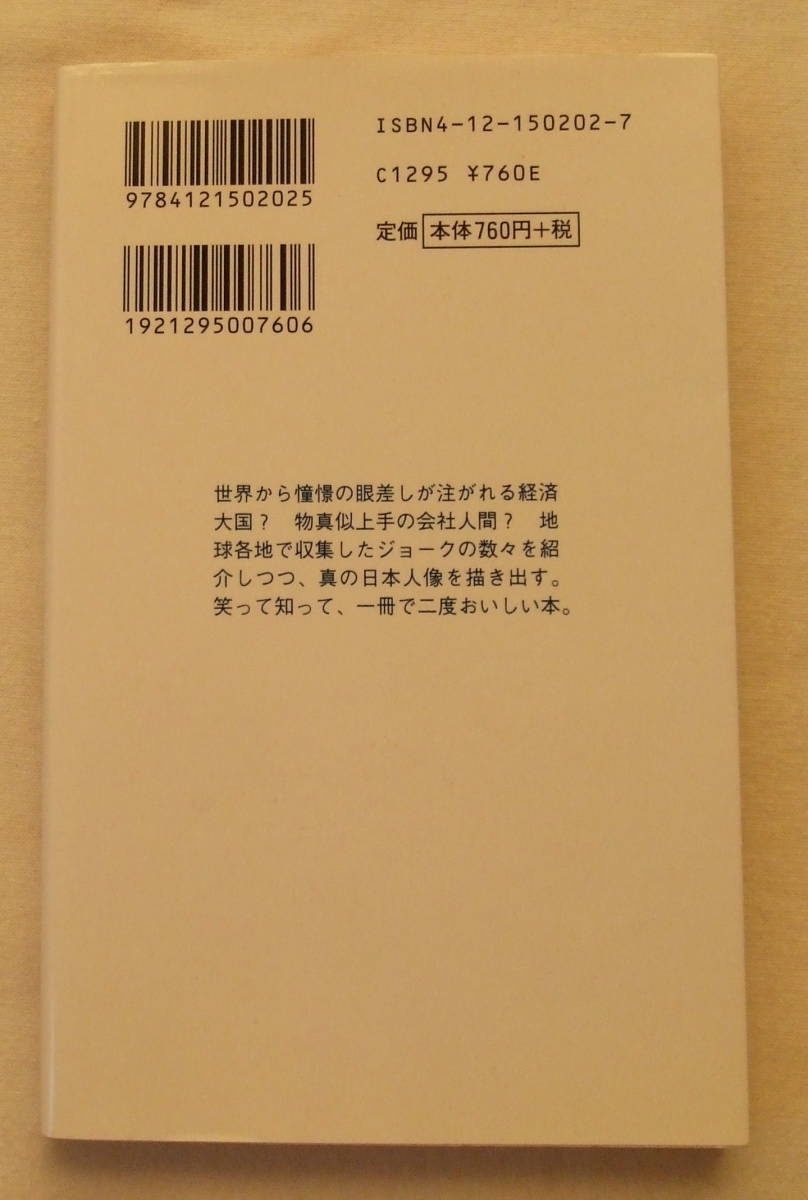 9784121502025
1921295007606
ISBN4-12-150202-7
C1295 ¥760E
定価 本体760円+税
世界から憧憬の眼差しが注がれる経済
大国? 物真似上手の会社人間? 地
球各地で収集したジョークの数々を紹
介しつつ、真の日本人像を描き出す。
笑って知って、一冊で二度おいしい本。